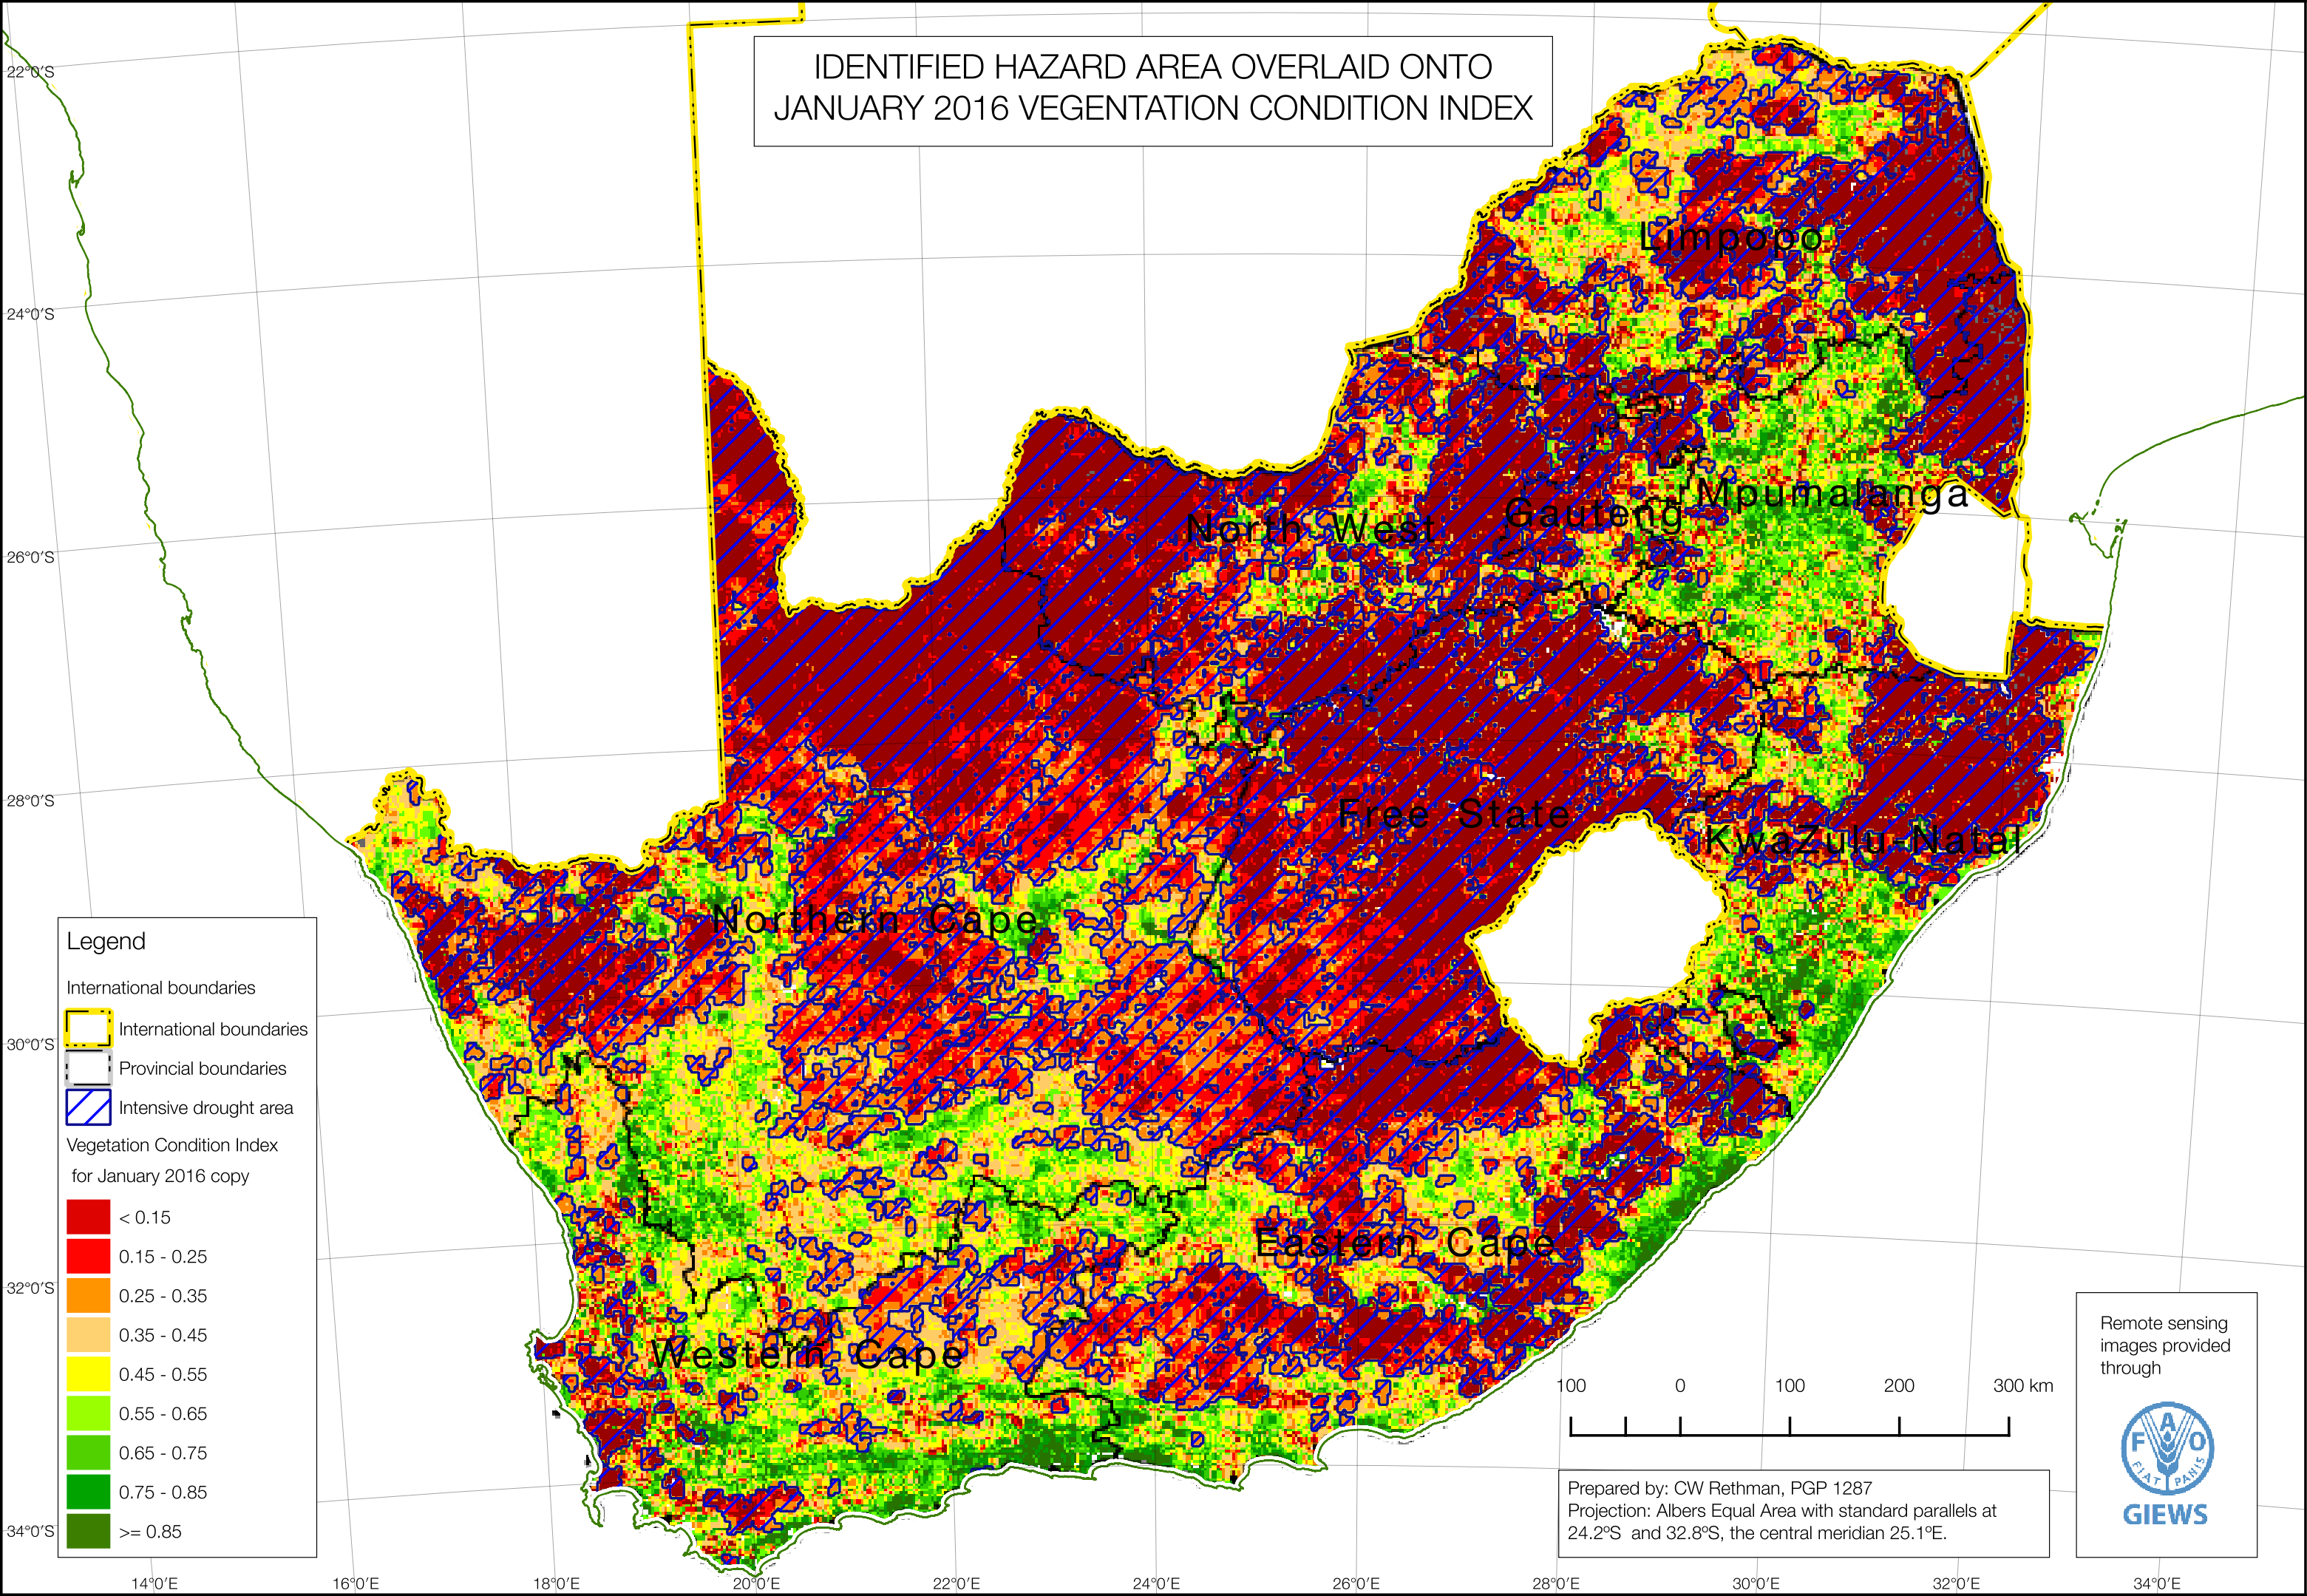 IDENTIFIED HAZARD AREA OVERLAID ONTO
JANUARY 2016 VEGENTATION CONDITION INDEX
22°0'S
24°0'S
26°0'S
28°0'S
30°0'S
32°0'S
34°0'S
Limpopo
Mpumalanga
Gauteng
North West
Free State
KwaZulu-Natal
Northern Cape
Eastern Cape
Western Cape
Legend
International boundaries
International boundaries
Provincial boundaries
Intensive drought area
Vegetation Condition Index
for January 2016 copy
< 0.15
0.15 - 0.25
0.25 - 0.35
0.35 - 0.45
0.45 - 0.55
0.55 - 0.65
0.65 - 0.75
0.75 - 0.85
>= 0.85
100 0 100 200 300 km
Prepared by: CW Rethman, PGP 1287
Projection: Albers Equal Area with standard parallels at
24.2ºS and 32.8ºS, the central meridian 25.1ºE.
Remote sensing
images provided
through
F A O
FIAT PANIS
GIEWS
14°0'E 16°0'E 18°0'E 20°0'E 22°0'E 24°0'E 26°0'E 28°0'E 30°0'E 32°0'E 34°0'E